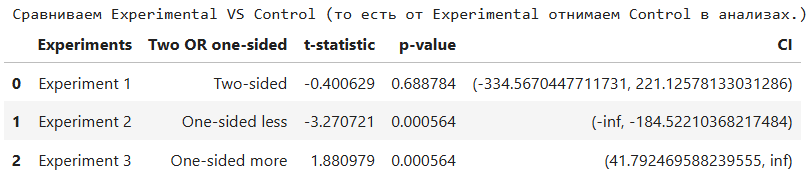 Сравниваем Experimental VS Control (то есть от Experimental отнимаем Control в анализах.)
Experiments Two OR one-sided t-statistic p-value CI
0 Experiment 1 Two-sided -0.400629 0.688784 (-334.5670447711731, 221.12578133031286)
1 Experiment 2 One-sided less -3.270721 0.000564 (-inf, -184.52210368217484)
2 Experiment 3 One-sided more 1.880979 0.000564 (41.792469588239555, inf)